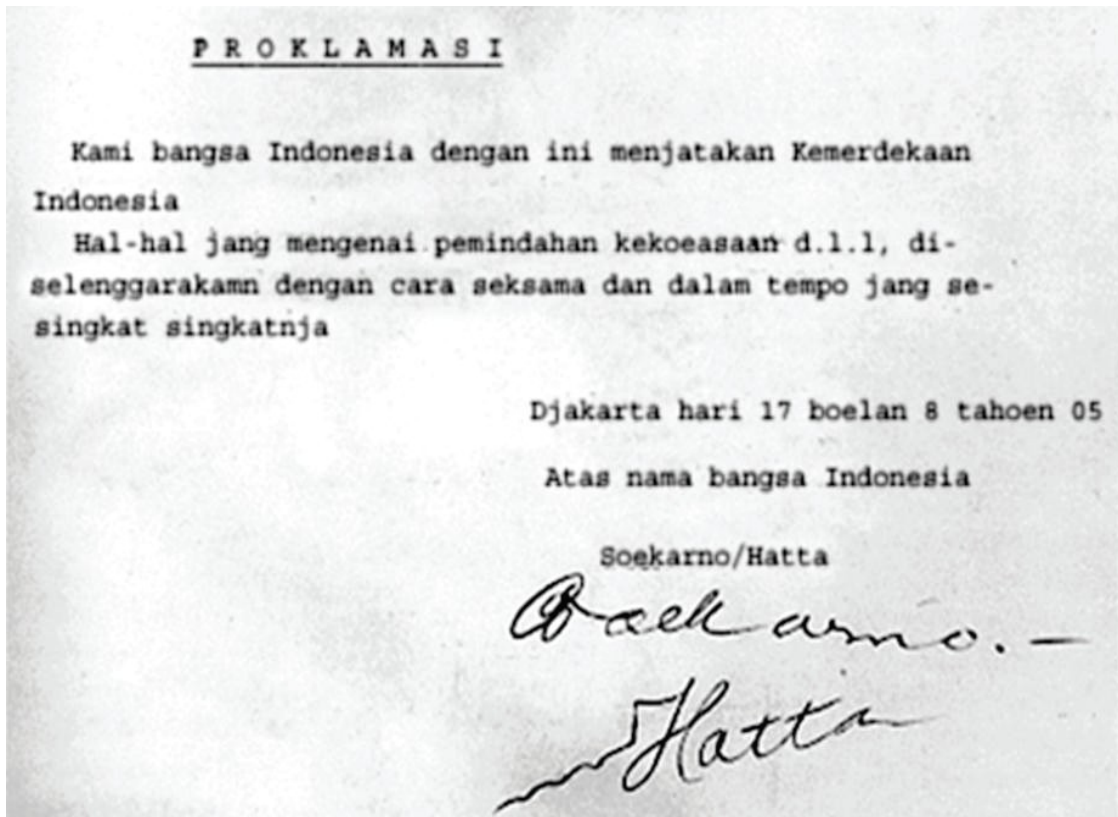 P R O K L A M A S I
Kami bangsa Indonesia dengan ini menjatakan Kemerdekaan
Indonesia
Hal-hal jang mengenai pemindahan kekoeasaan d.l.l, di-
selenggarakamn dengan cara seksama dan dalam tempo jang se-
singkat singkatnja
Djakarta hari 17 boelan 8 tahoen 05
Atas nama bangsa Indonesia
Soekarno/Hatta
Soekarno.—
Hatta